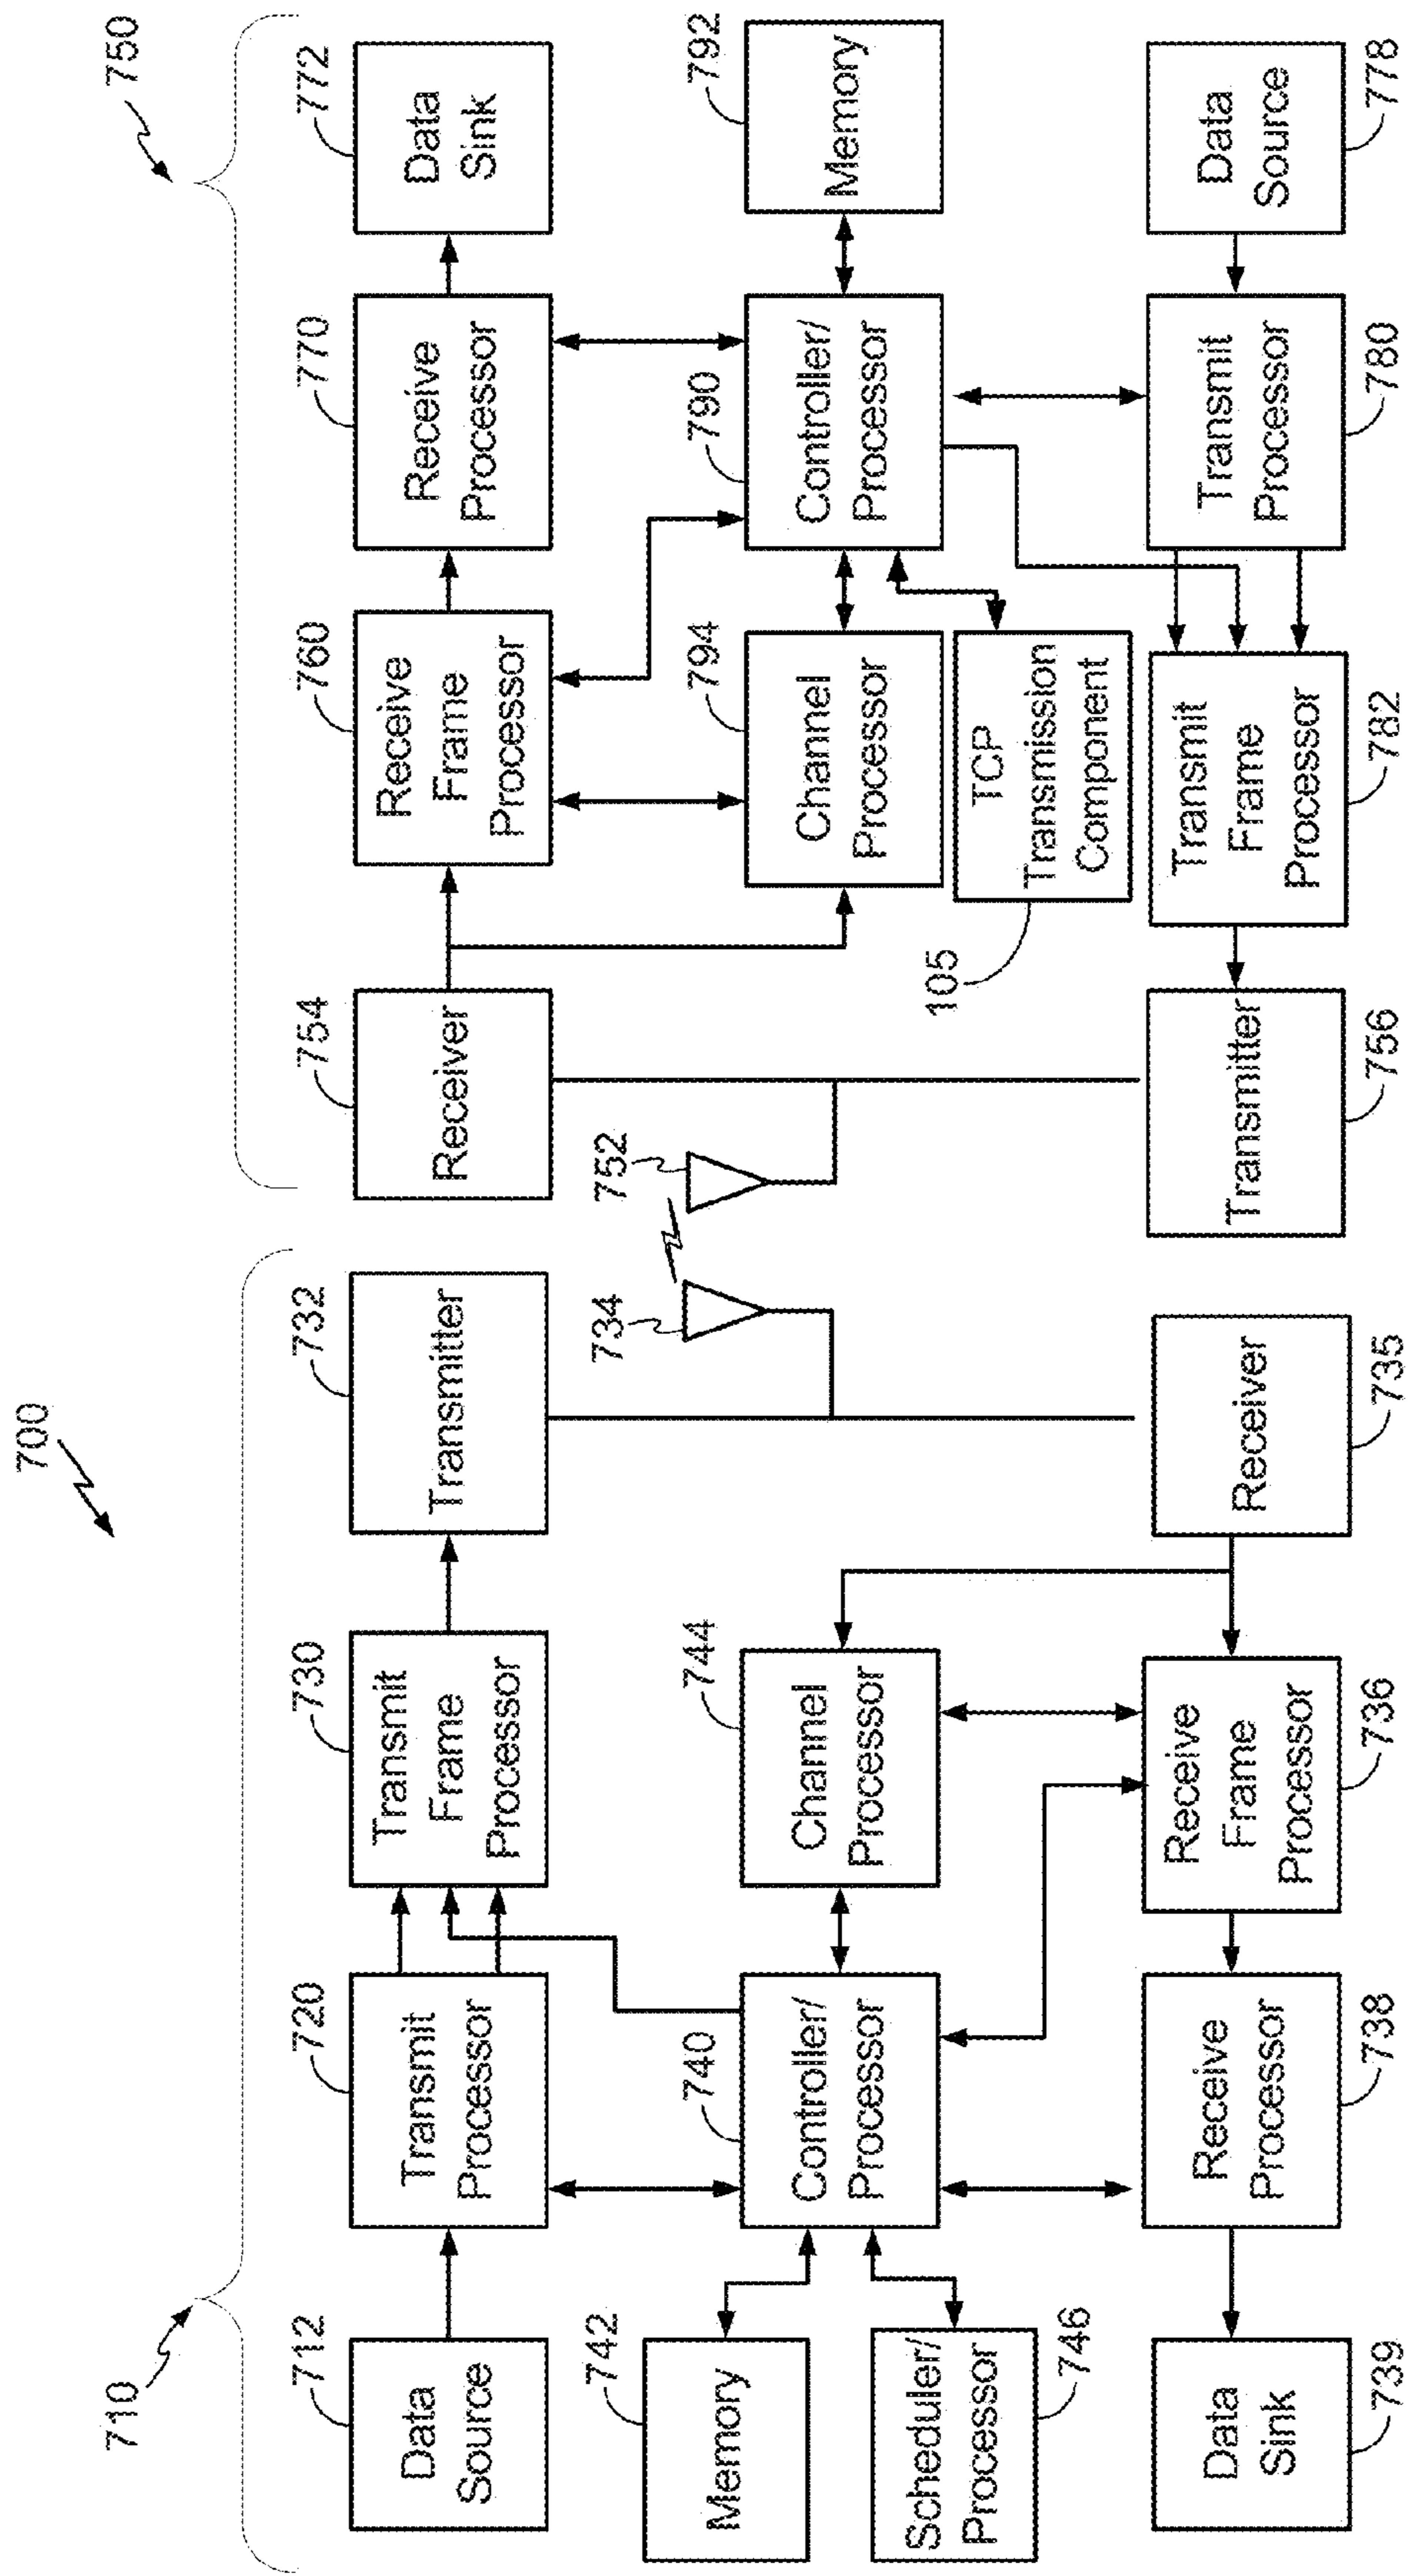 700
710
750
712
Data
Source
720
Transmit
Processor
730
Transmit
Frame
Processor
732
Transmitter
754
Receiver
760
Receive
Frame
Processor
770
Receive
Processor
772
Data
Sink
742
Memory
746
Scheduler/
Processor
740
Controller/
Processor
744
Channel
Processor
734
752
794
Channel
Processor
105
TCP
Transmission
Component
790
Controller/
Processor
792
Memory
Data
Sink
739
Receive
Processor
738
Receive
Frame
Processor
736
Receiver
735
Transmitter
756
Transmit
Frame
Processor
782
Transmit
Processor
780
Data
Source
778